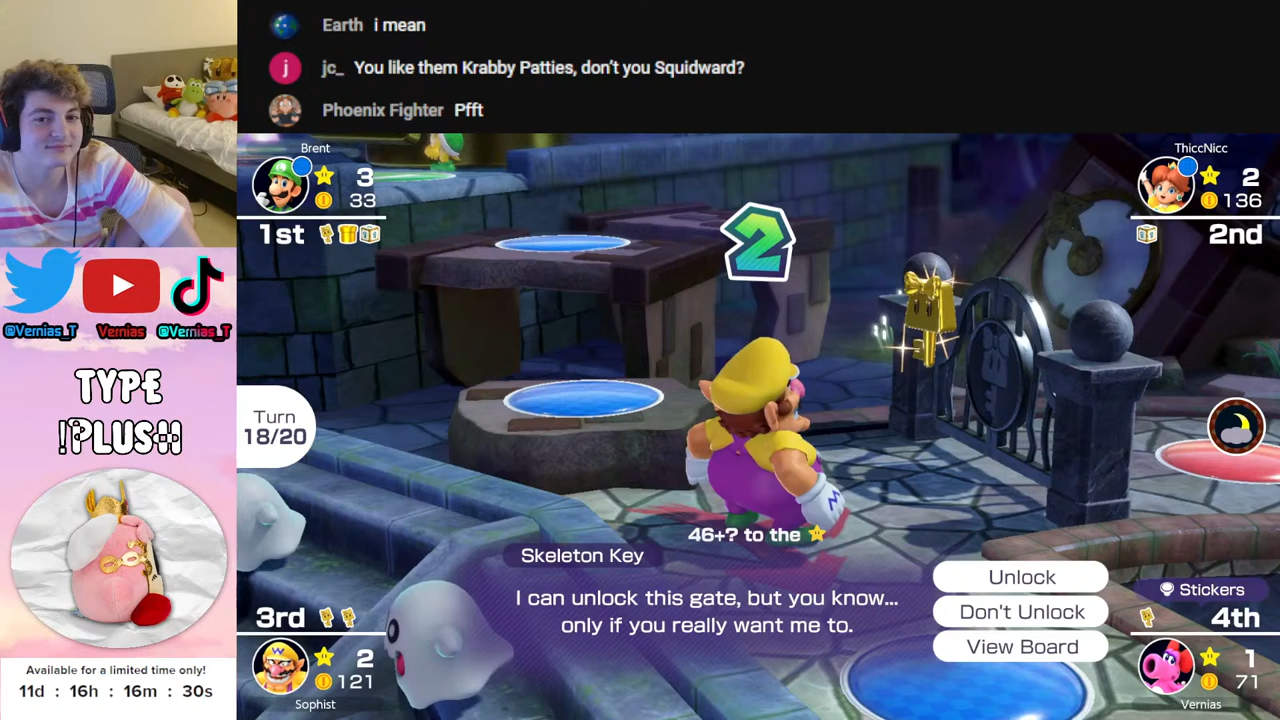 Earth i mean
jc_ You like them Krabby Patties, don't you Squidward?
Phoenix Fighter Pfft
Brent
3
33
1st
ThiccNicc
2
136
2nd
2
@Vernias_T
Vernias
@Vernias_T
TYPE
!PLUSH
Turn
18/20
46+? to the
Skeleton Key
I can unlock this gate, but you know...
only if you really want me to.
Unlock
Don't Unlock
View Board
3rd
2
121
Sophist
Stickers
4th
1
71
Vernias
Available for a limited time only!
11d : 16h : 16m : 30s